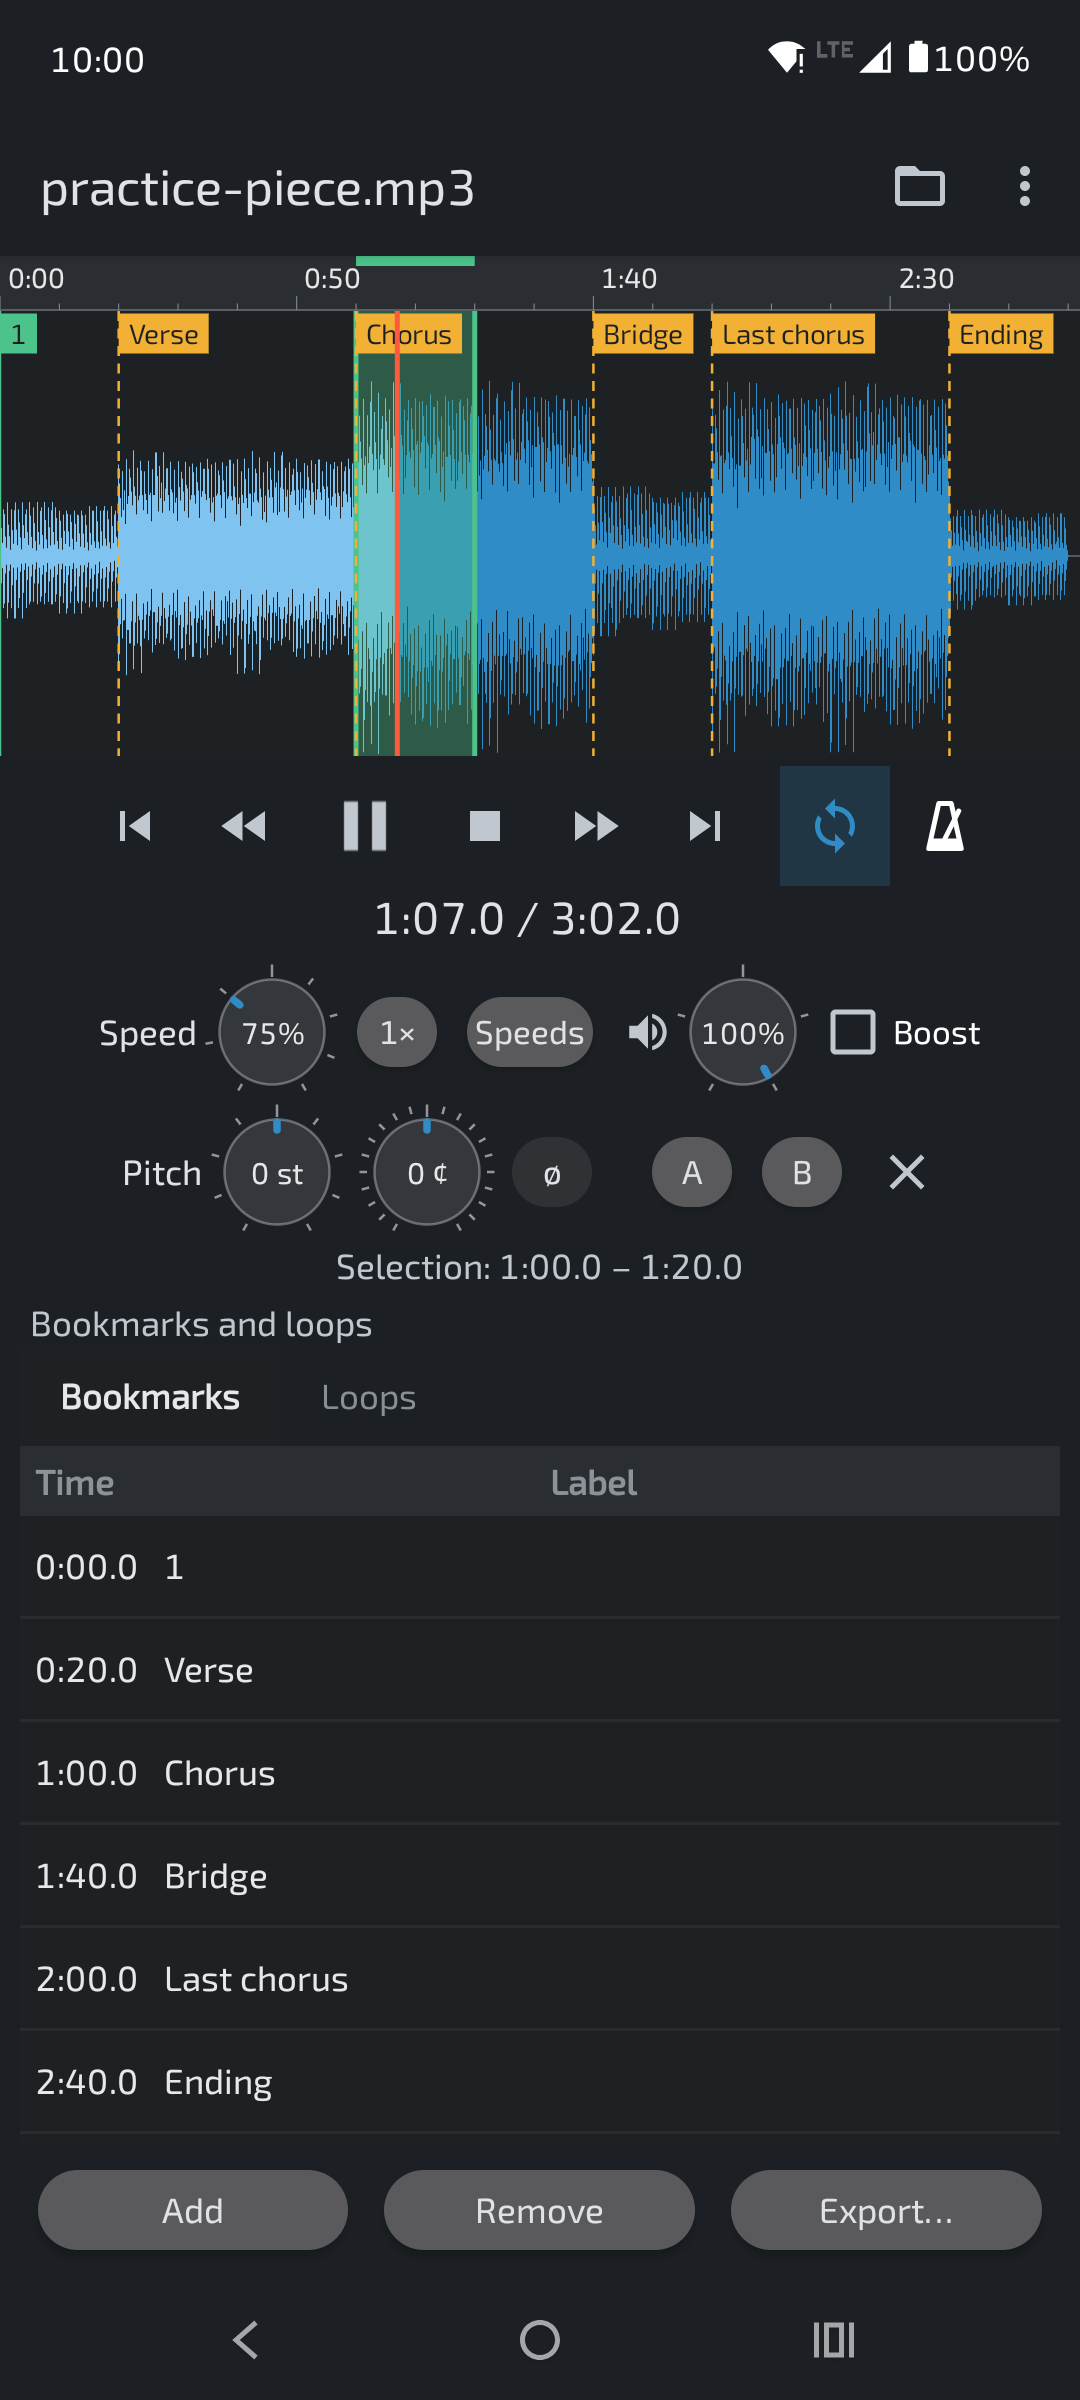 10:00 LTE 100%
practice-piece.mp3
0:00 0:50 1:40 2:30
1 Verse Chorus Bridge Last chorus Ending
1:07.0 / 3:02.0
Speed 75% 1× Speeds 100% Boost
Pitch 0 st 0 ¢ ø A B
Selection: 1:00.0 – 1:20.0
Bookmarks and loops
Bookmarks Loops
Time Label
0:00.0 1
0:20.0 Verse
1:00.0 Chorus
1:40.0 Bridge
2:00.0 Last chorus
2:40.0 Ending
Add Remove Export...